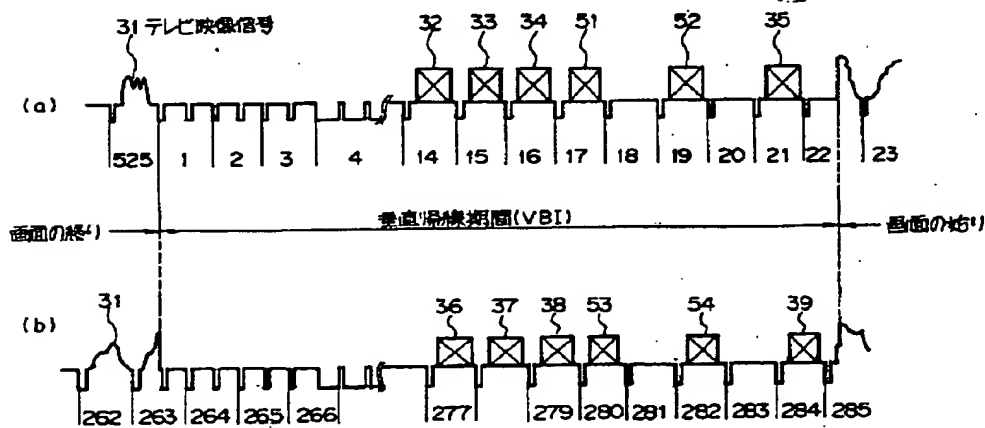 31 テレビ映像信号
32 33 34 51 52 35
(a)
525 1 2 3 4 14 15 16 17 18 19 20 21 22 23
画面の終り 垂直帰線期間(VBI) 画面の始り
31 36 37 38 53 54 39
(b)
262 263 264 265 266 277 279 280 281 282 283 284 285